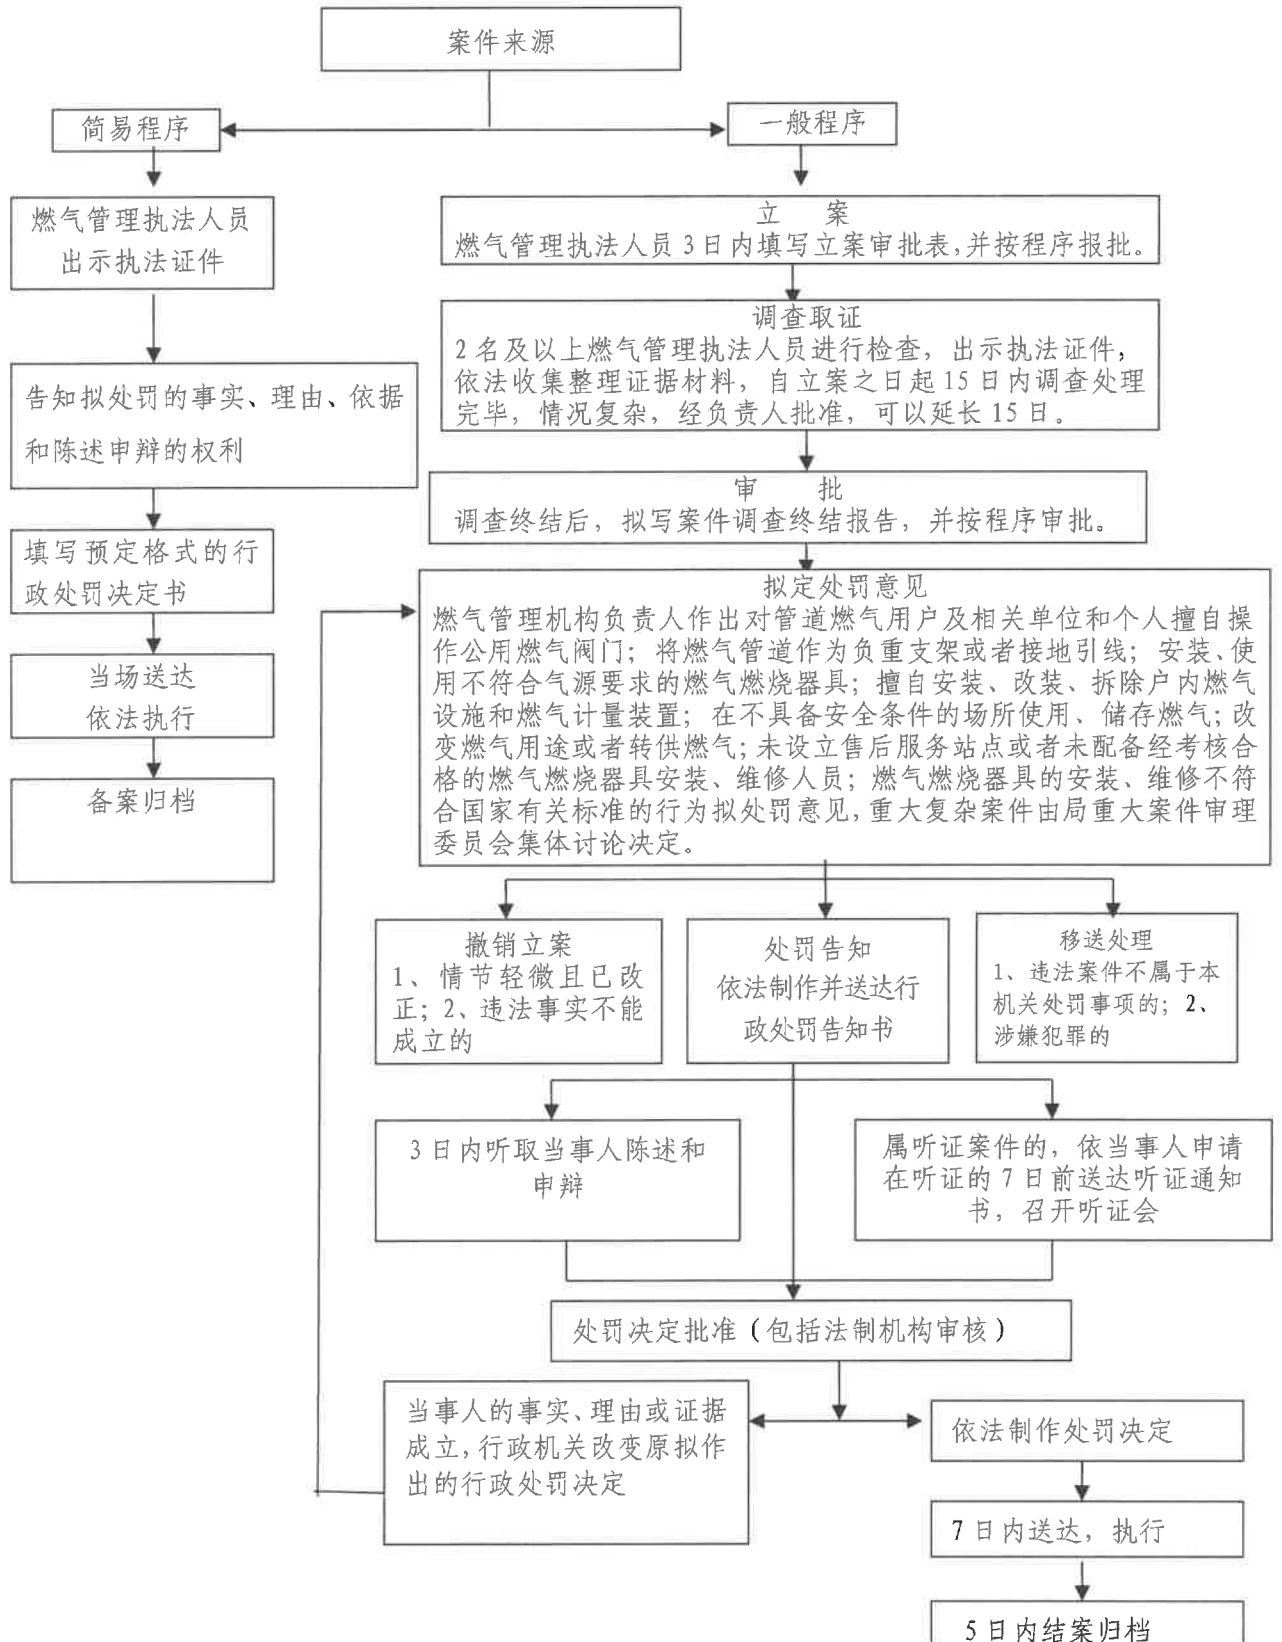 案件来源
简易程序
一般程序
燃气管理执法人员
出示执法证件
告知拟处罚的事实、理由、依据
和陈述申辩的权利
填写预定格式的行
政处罚决定书
当场送达
依法执行
备案归档
立 案
燃气管理执法人员3日内填写立案审批表,并按程序报批。
调查取证
2名及以上燃气管理执法人员进行检查，出示执法证件，
依法收集整理证据材料，自立案之日起15日内调查处理
完毕，情况复杂，经负责人批准，可以延长15日。
审 批
调查终结后，拟写案件调查终结报告，并按程序审批。
拟定处罚意见
燃气管理机构负责人作出对管道燃气用户及相关单位和个人擅自操
作公用燃气阀门；将燃气管道作为负重支架或者接地引线；安装、使
用不符合气源要求的燃气燃烧器具；擅自安装、改装、拆除户内燃气
设施和燃气计量装置；在不具备安全条件的场所使用、储存燃气；改
变燃气用途或者转供燃气；未设立售后服务站点或者未配备经考核合
格的燃气燃烧器具安装、维修人员；燃气燃烧器具的安装、维修不符
合国家有关标准的行为拟处罚意见,重大复杂案件由局重大案件审理
委员会集体讨论决定。
撤销立案
1、情节轻微且已改
正；2、违法事实不能
成立的
处罚告知
依法制作并送达行
政处罚告知书
移送处理
1、违法案件不属于本
机关处罚事项的；2、
涉嫌犯罪的
3日内听取当事人陈述和
申辩
属听证案件的，依当事人申请
在听证的7日前送达听证通知
书，召开听证会
处罚决定批准（包括法制机构审核）
当事人的事实、理由或证据
成立,行政机关改变原拟作
出的行政处罚决定
依法制作处罚决定
7日内送达，执行
5日内结案归档